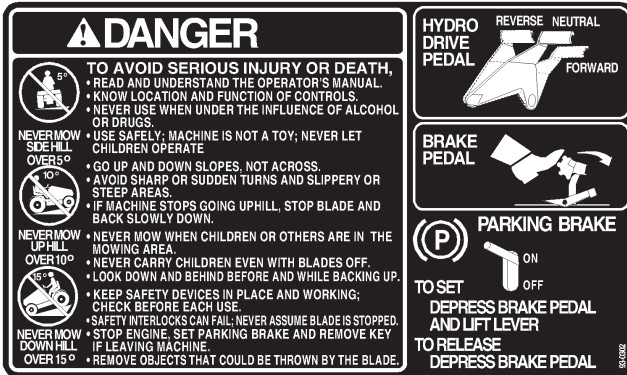 DANGER
TO AVOID SERIOUS INJURY OR DEATH,
• READ AND UNDERSTAND THE OPERATOR'S MANUAL.
• KNOW LOCATION AND FUNCTION OF CONTROLS.
• NEVER USE WHEN UNDER THE INFLUENCE OF ALCOHOL
OR DRUGS.
• USE SAFELY; MACHINE IS NOT A TOY; NEVER LET
CHILDREN OPERATE
• GO UP AND DOWN SLOPES, NOT ACROSS.
• AVOID SHARP OR SUDDEN TURNS AND SLIPPERY OR
STEEP AREAS.
• IF MACHINE STOPS GOING UPHILL, STOP BLADE AND
BACK SLOWLY DOWN.
• NEVER MOW WHEN CHILDREN OR OTHERS ARE IN THE
MOWING AREA.
• NEVER CARRY CHILDREN EVEN WITH BLADES OFF.
• LOOK DOWN AND BEHIND BEFORE AND WHILE BACKING UP.
• KEEP SAFETY DEVICES IN PLACE AND WORKING;
CHECK BEFORE EACH USE.
• SAFETY INTERLOCKS CAN FAIL; NEVER ASSUME BLADE IS STOPPED.
• STOP ENGINE, SET PARKING BRAKE AND REMOVE KEY
IF LEAVING MACHINE.
• REMOVE OBJECTS THAT COULD BE THROWN BY THE BLADE.
5°
NEVER MOW
SIDE HILL
OVER 5°
10°
NEVER MOW
UP HILL
OVER 10°
15°
NEVER MOW
DOWN HILL
OVER 15°
HYDRO
DRIVE
PEDAL
REVERSE NEUTRAL
FORWARD
BRAKE
PEDAL
P
PARKING BRAKE
ON
OFF
TO SET
DEPRESS BRAKE PEDAL
AND LIFT LEVER
TO RELEASE
DEPRESS BRAKE PEDAL
93-0302